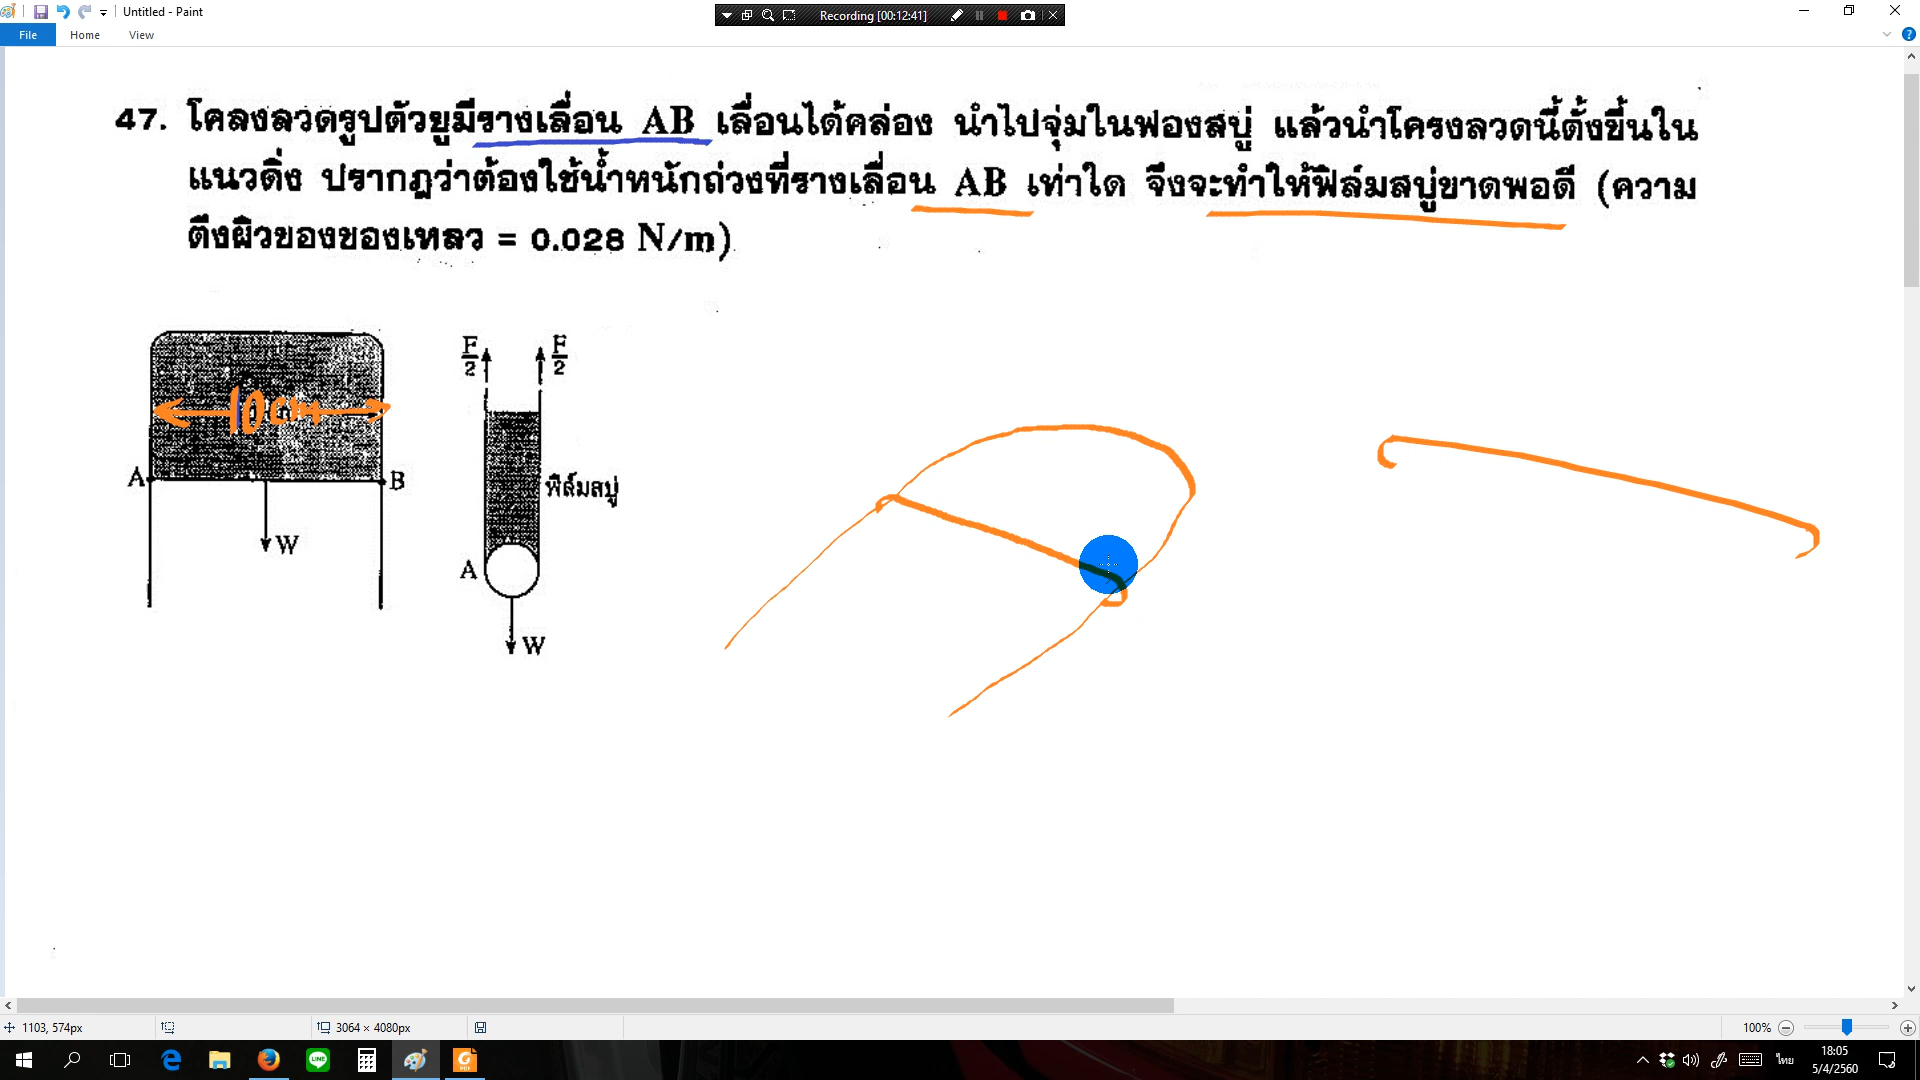 Untitled - Paint
Recording [00:12:41]
File Home View
47. โคลงลวดรูปตัวยูมีรางเลื่อน AB เลื่อนได้คล่อง นำไปจุ่มในฟองสบู่ แล้วนำโครงลวดนี้ตั้งขึ้นใน
แนวดิ่ง ปรากฎว่าต้องใช้น้ำหนักถ่วงที่รางเลื่อน AB เท่าใด จึงจะทำให้ฟิล์มสบู่ขาดพอดี (ความ
ตึงผิวของของเหลว = 0.028 N/m)
F/2 F/2
10 cm
A B
ฟิล์มสบู่
W
A
W
1103, 574px
3064 × 4080px
100%
LINE
G
PDF
ไทย
18:05
5/4/2560